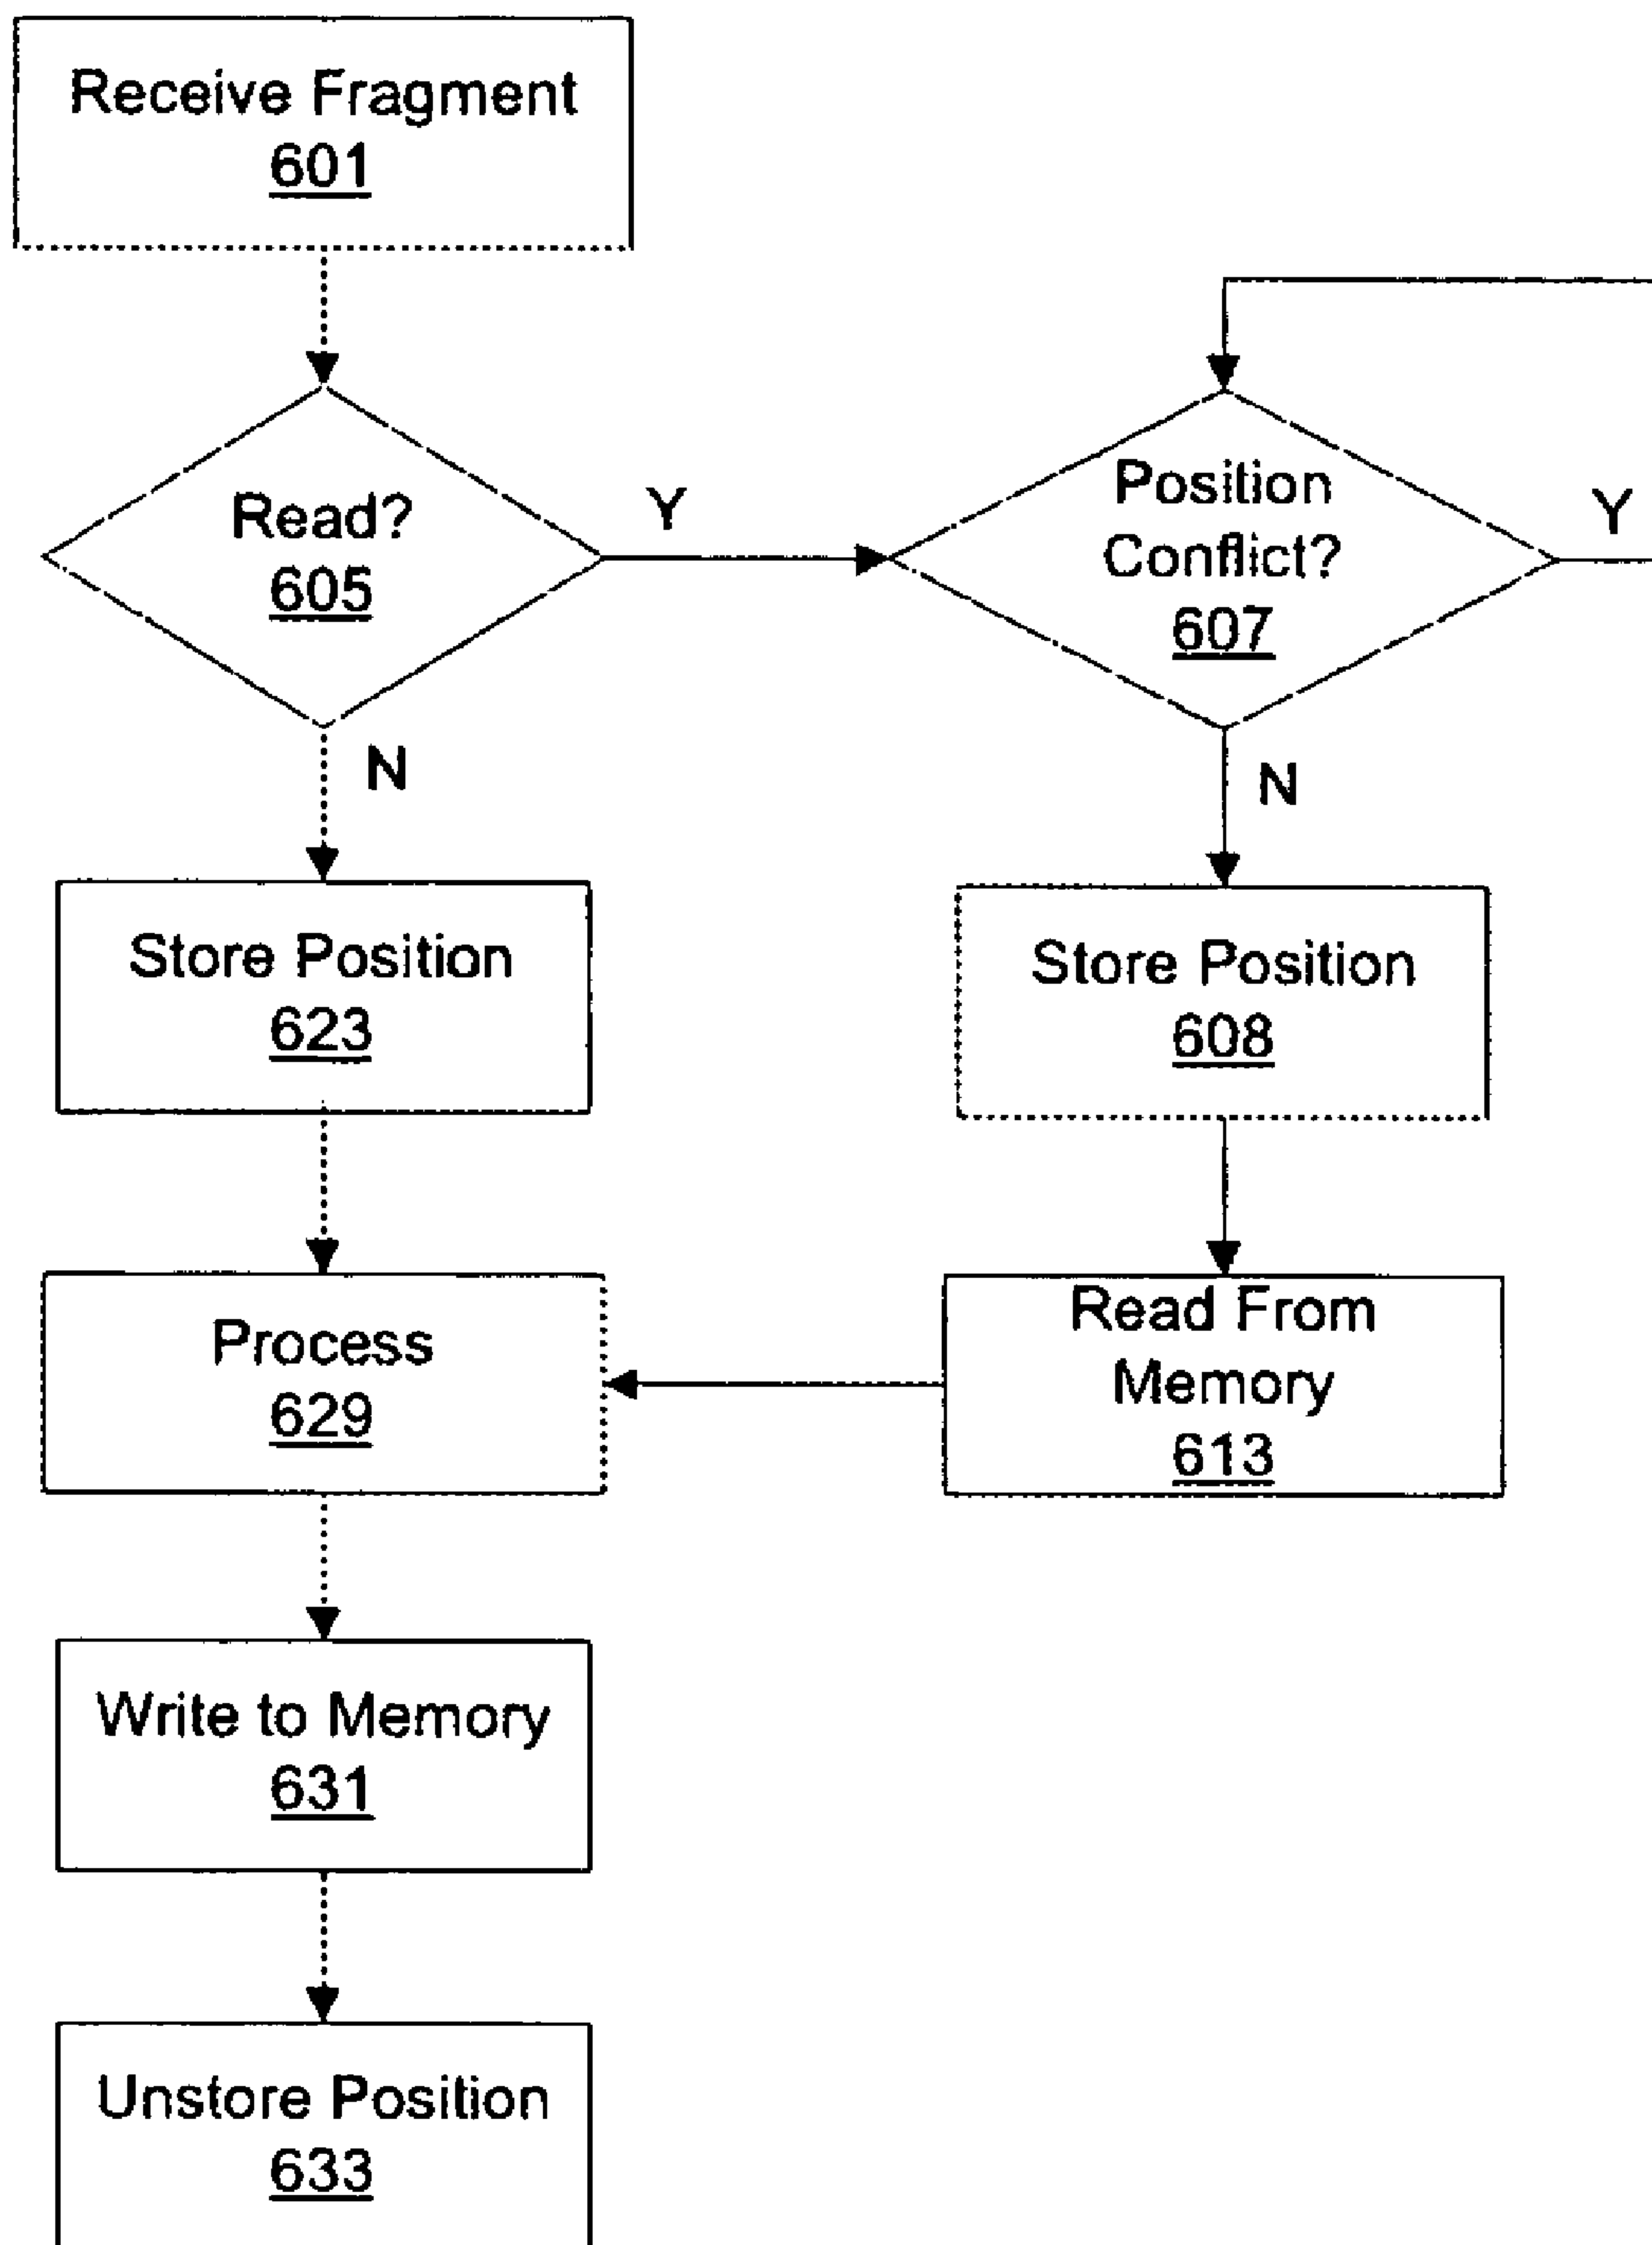 Receive Fragment
601
Read?
605
Y
Position
Conflict?
607
Y
N
N
Store Position
623
Store Position
608
Process
629
Read From
Memory
613
Write to Memory
631
Unstore Position
633